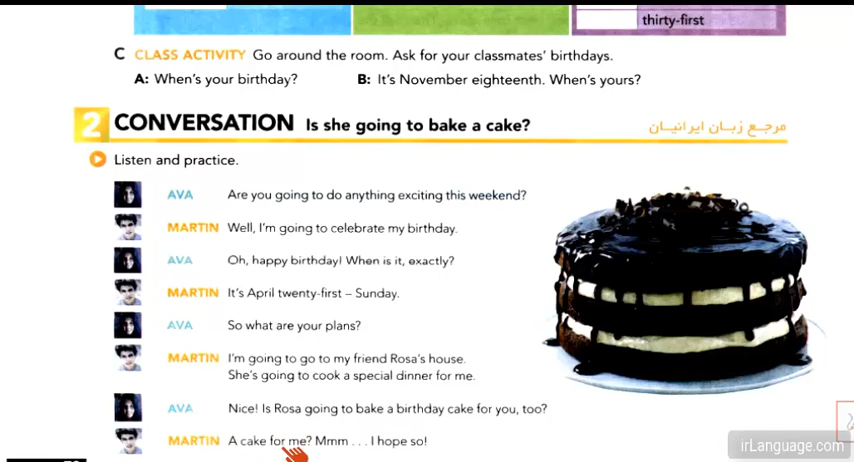 thirty-first
C CLASS ACTIVITY Go around the room. Ask for your classmates' birthdays.
A: When's your birthday? B: It's November eighteenth. When's yours?
2 CONVERSATION Is she going to bake a cake? مرجـع زبـان ایرانیـان
Listen and practice.
AVA Are you going to do anything exciting this weekend?
MARTIN Well, I'm going to celebrate my birthday.
AVA Oh, happy birthday! When is it, exactly?
MARTIN It's April twenty-first – Sunday.
AVA So what are your plans?
MARTIN I'm going to go to my friend Rosa's house.
She's going to cook a special dinner for me.
AVA Nice! Is Rosa going to bake a birthday cake for you, too?
MARTIN A cake for me? Mmm . . . I hope so!
irLanguage.com